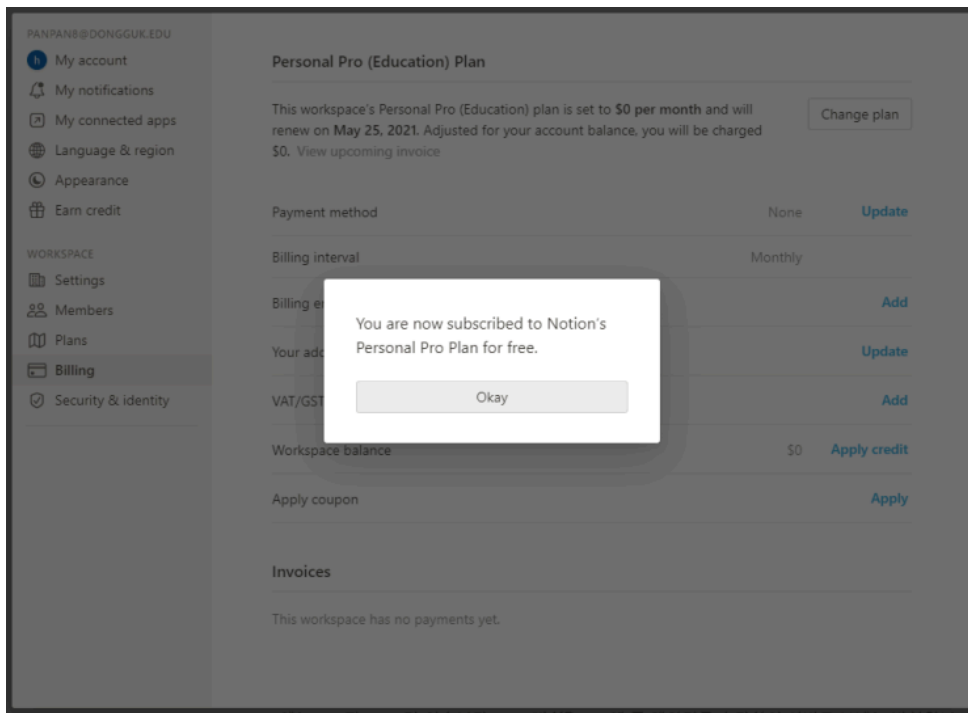 PANPAN8@DONGGUK.EDU
h
My account
My notifications
My connected apps
Language & region
Appearance
Earn credit
WORKSPACE
Settings
Members
Plans
Billing
Security & identity
Personal Pro (Education) Plan
This workspace's Personal Pro (Education) plan is set to $0 per month and will
renew on May 25, 2021. Adjusted for your account balance, you will be charged
$0. View upcoming invoice
Change plan
Payment method None Update
Billing interval Monthly
Billing Add
Your Update
VAT/GST Add
You are now subscribed to Notion's
Personal Pro Plan for free.
Okay
Workspace balance $0 Apply credit
Apply coupon Apply
Invoices
This workspace has no payments yet.